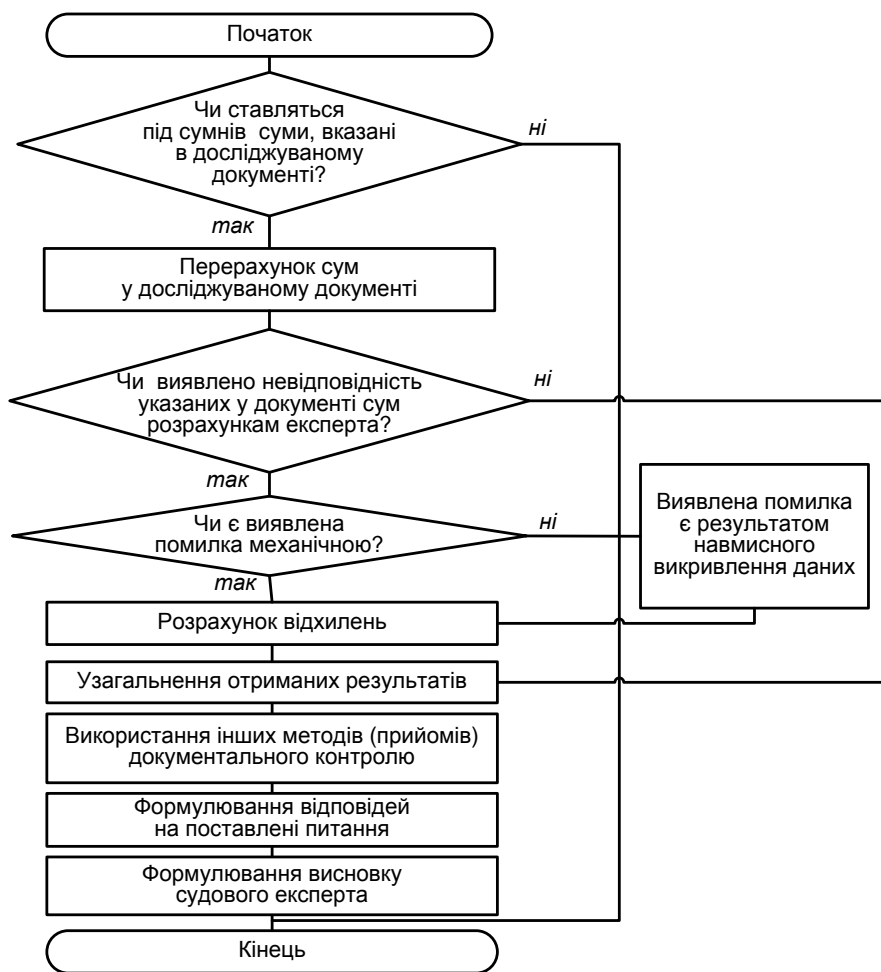 Початок
Чи ставляться
під сумнів суми, вказані
в досліджуваному
документі?
ні
так
Перерахунок сум
у досліджуваному документі
Чи виявлено невідповідність
указаних у документі сум
розрахункам експерта?
ні
так
Чи є виявлена
помилка механічною?
ні
Виявлена помилка
є результатом
навмисного
викривлення даних
так
Розрахунок відхилень
Узагальнення отриманих результатів
Використання інших методів (прийомів)
документального контролю
Формулювання відповідей
на поставлені питання
Формулювання висновку
судового експерта
Кінець